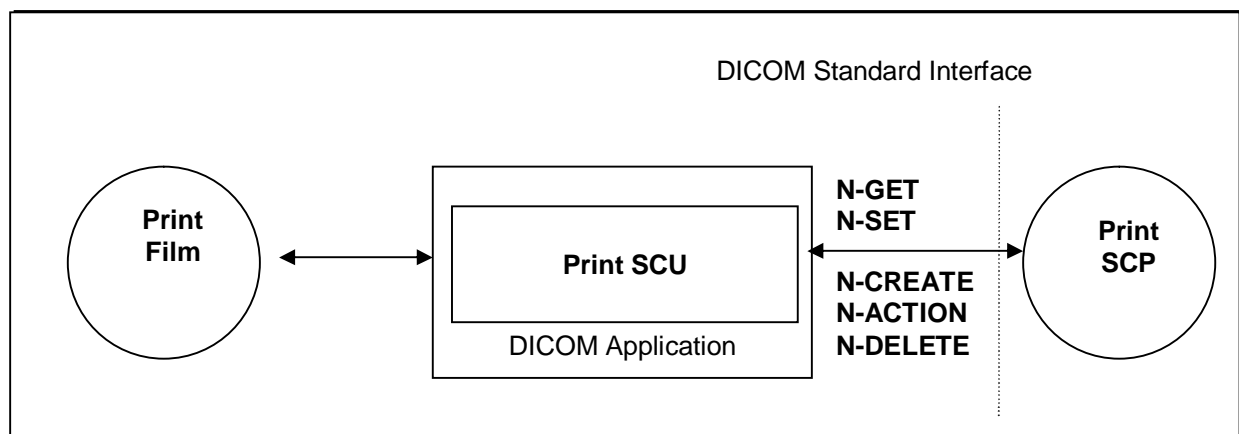 DICOM Standard Interface
Print
Film
Print SCU
DICOM Application
N-GET
N-SET
N-CREATE
N-ACTION
N-DELETE
Print
SCP